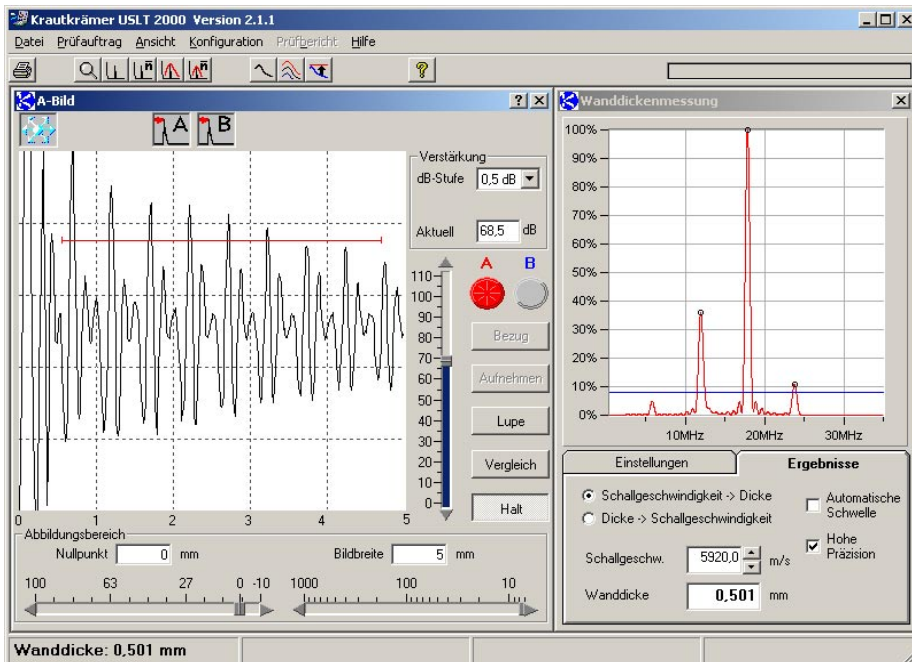 Krautkrämer USLT 2000 Version 2.1.1
Datei Prüfauftrag Ansicht Konfiguration Prüfbericht Hilfe
A-Bild
A B
Verstärkung
dB-Stufe 0,5 dB
Aktuell 68,5 dB
A B
110
100
90
80
70
60
50
40
30
20
10
0
Bezug
Aufnehmen
Lupe
Vergleich
Halt
0 1 2 3 4 5
Abbildungsbereich
Nullpunkt 0 mm Bildbreite 5 mm
100 63 27 0 -10 1000 100 10
Wanddickenmessung
100%
90%
80%
70%
60%
50%
40%
30%
20%
10%
0%
10MHz 20MHz 30MHz
Einstellungen Ergebnisse
Schallgeschwindigkeit -> Dicke
Dicke -> Schallgeschwindigkeit
Automatische
Schwelle
Hohe
Präzision
Schallgeschw. 5920,0 m/s
Wanddicke 0,501 mm
Wanddicke: 0,501 mm